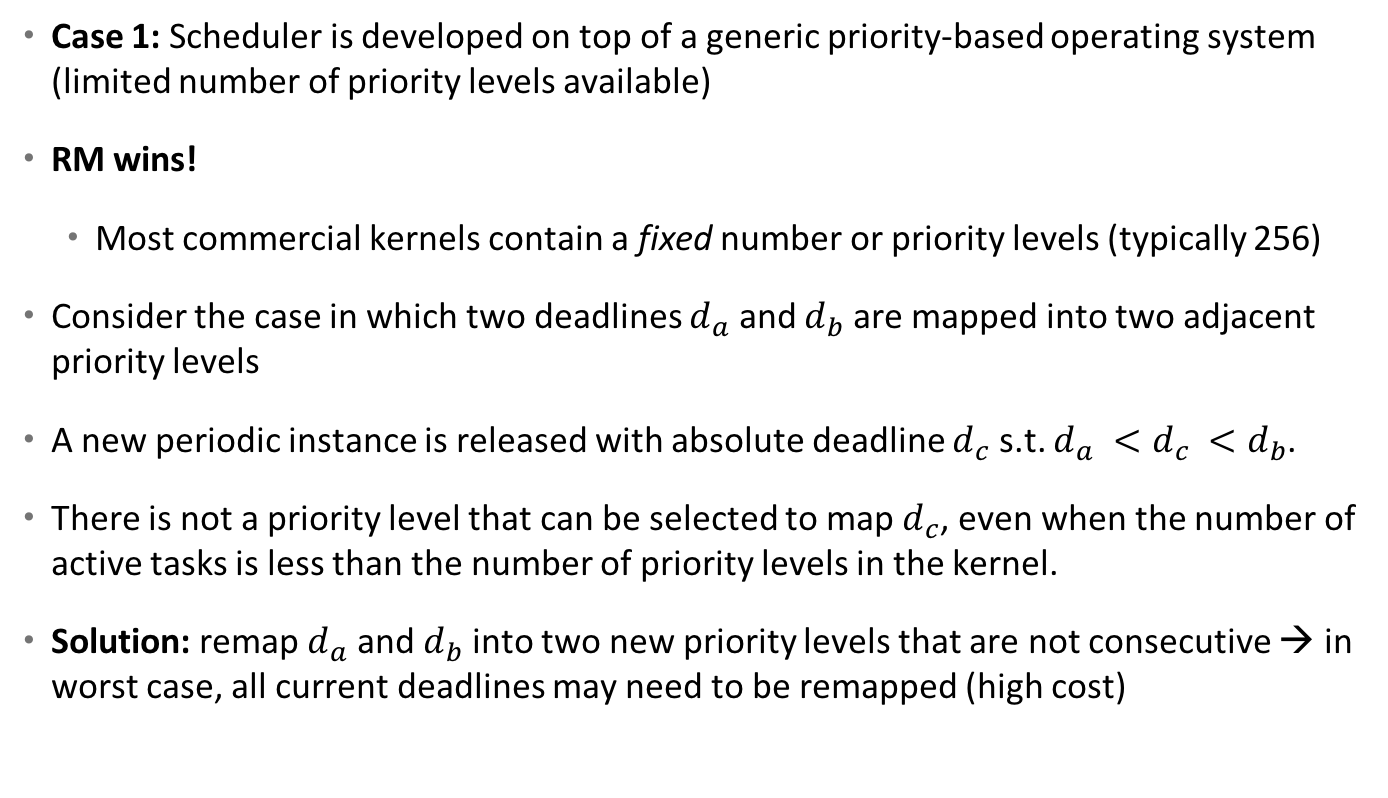 • Case 1: Scheduler is developed on top of a generic priority-based operating system
(limited number of priority levels available)
• RM wins!
• Most commercial kernels contain a fixed number or priority levels (typically 256)
• Consider the case in which two deadlines d_a and d_b are mapped into two adjacent
priority levels
• A new periodic instance is released with absolute deadline d_c s.t. d_a < d_c < d_b.
• There is not a priority level that can be selected to map d_c, even when the number of
active tasks is less than the number of priority levels in the kernel.
• Solution: remap d_a and d_b into two new priority levels that are not consecutive → in
worst case, all current deadlines may need to be remapped (high cost)